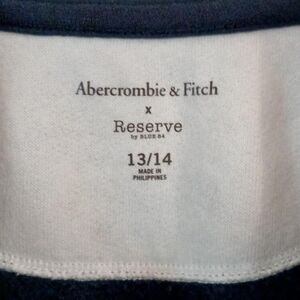 Abercrombie & Fitch
x
Reserve
by BLUE 84
13/14
MADE IN
PHILIPPINES